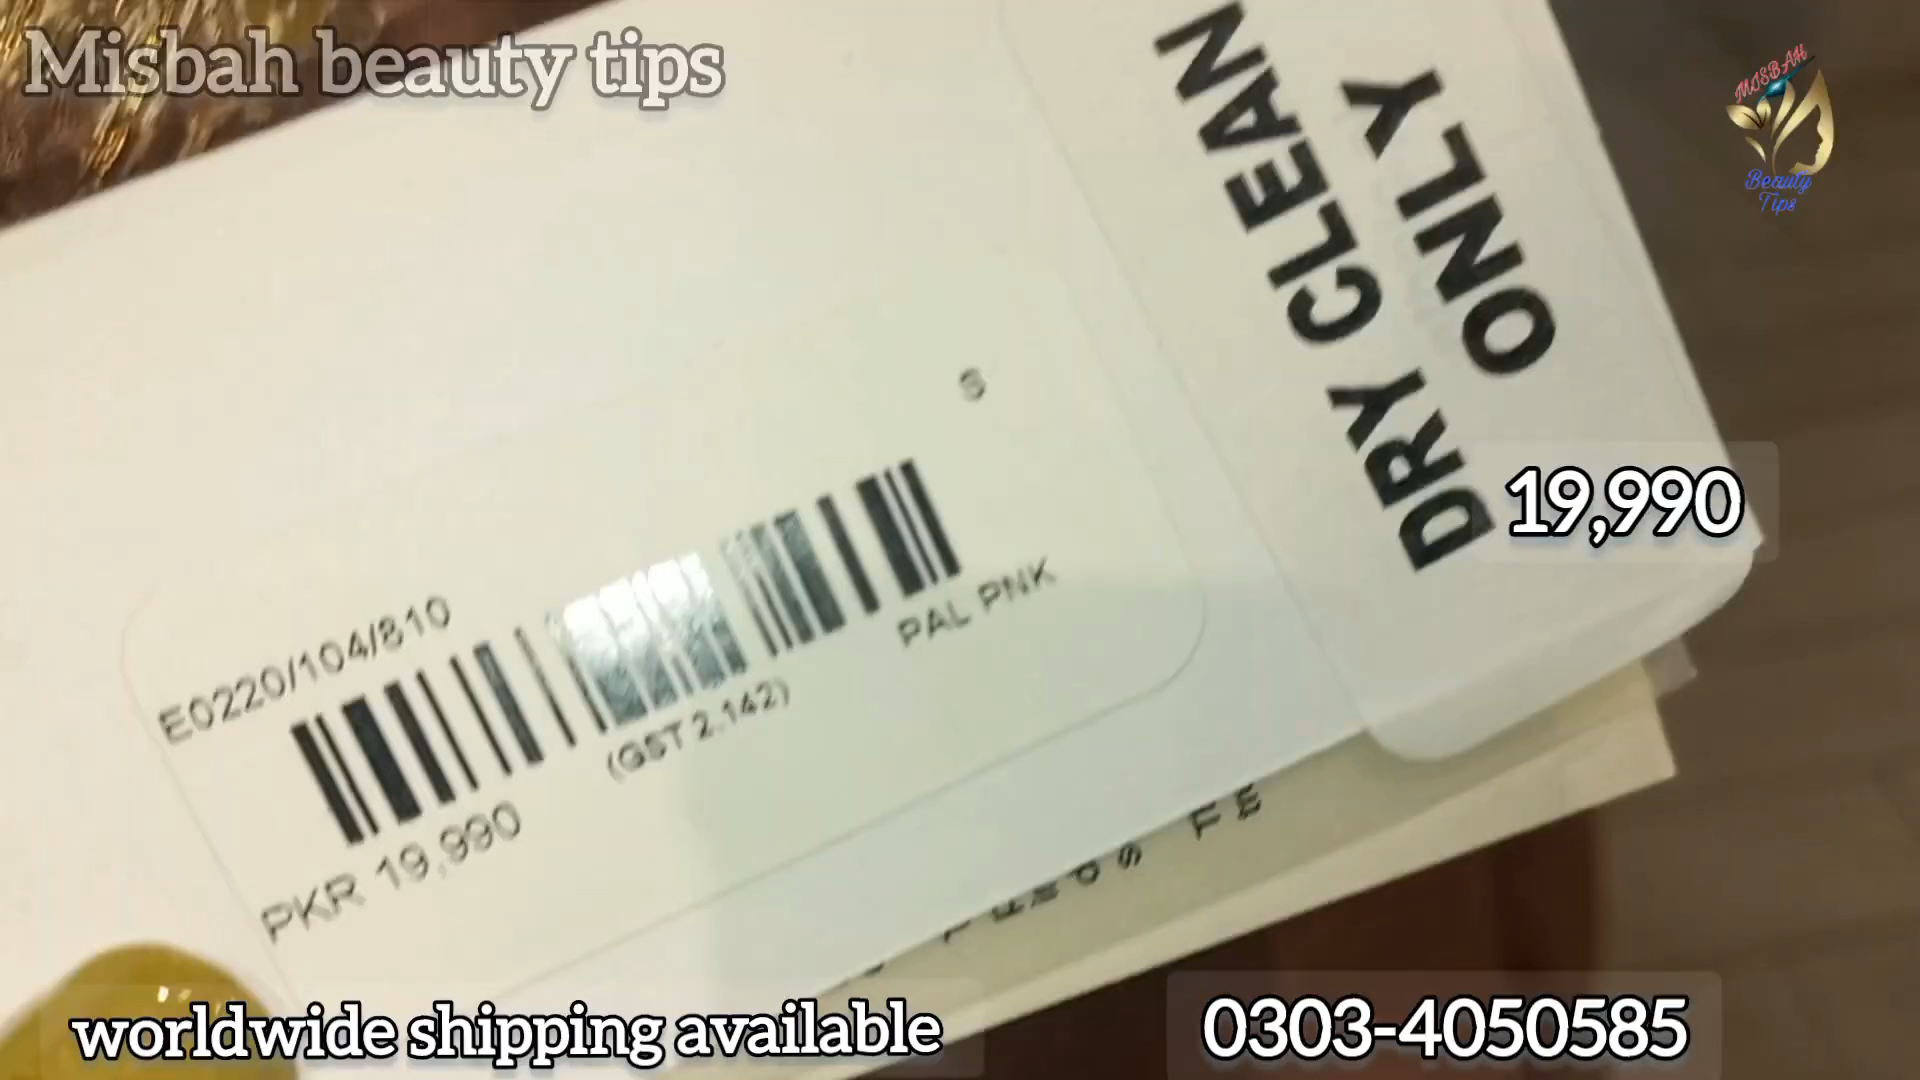 Misbah beauty tips
MISBAH
Beauty
Tips
DRY CLEAN
ONLY
19,990
S
E0220/104/810
PAL PNK
(GST 2,142)
PKR 19,990
worldwide shipping available
0303-4050585